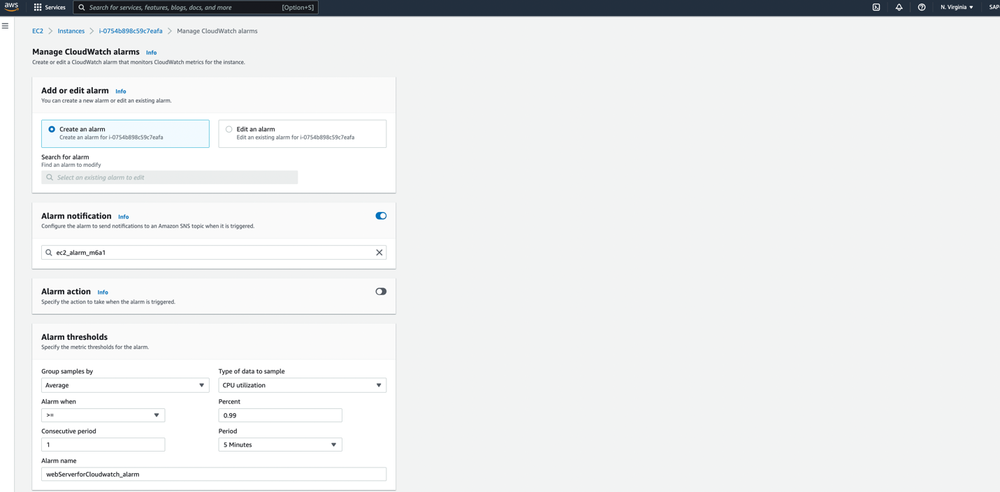 aws Services Search for services, features, blogs, docs, and more [Option+S] N. Virginia SAP-
EC2 Instances i-0754b898c59c7eafa Manage CloudWatch alarms
Manage CloudWatch alarms Info
Create or edit a CloudWatch alarm that monitors CloudWatch metrics for the instance.
Add or edit alarm Info
You can create a new alarm or edit an existing alarm.
Create an alarm
Create an alarm for i-0754b898c59c7eafa
Edit an alarm
Edit an existing alarm for i-0754b898c59c7eafa
Search for alarm
Find an alarm to modify
Select an existing alarm to edit
Alarm notification Info
Configure the alarm to send notifications to an Amazon SNS topic when it is triggered.
ec2_alarm_m6a1
Alarm action Info
Specify the action to take when the alarm is triggered.
Alarm thresholds
Specify the metric thresholds for the alarm.
Group samples by
Average
Type of data to sample
CPU utilization
Alarm when
>=
Percent
0.99
Consecutive period
1
Period
5 Minutes
Alarm name
webServerforCloudwatch_alarm